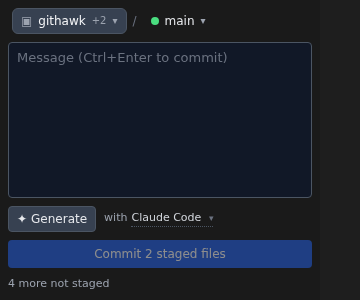 githawk +2 / main
Message (Ctrl+Enter to commit)
Generate with Claude Code
Commit 2 staged files
4 more not staged